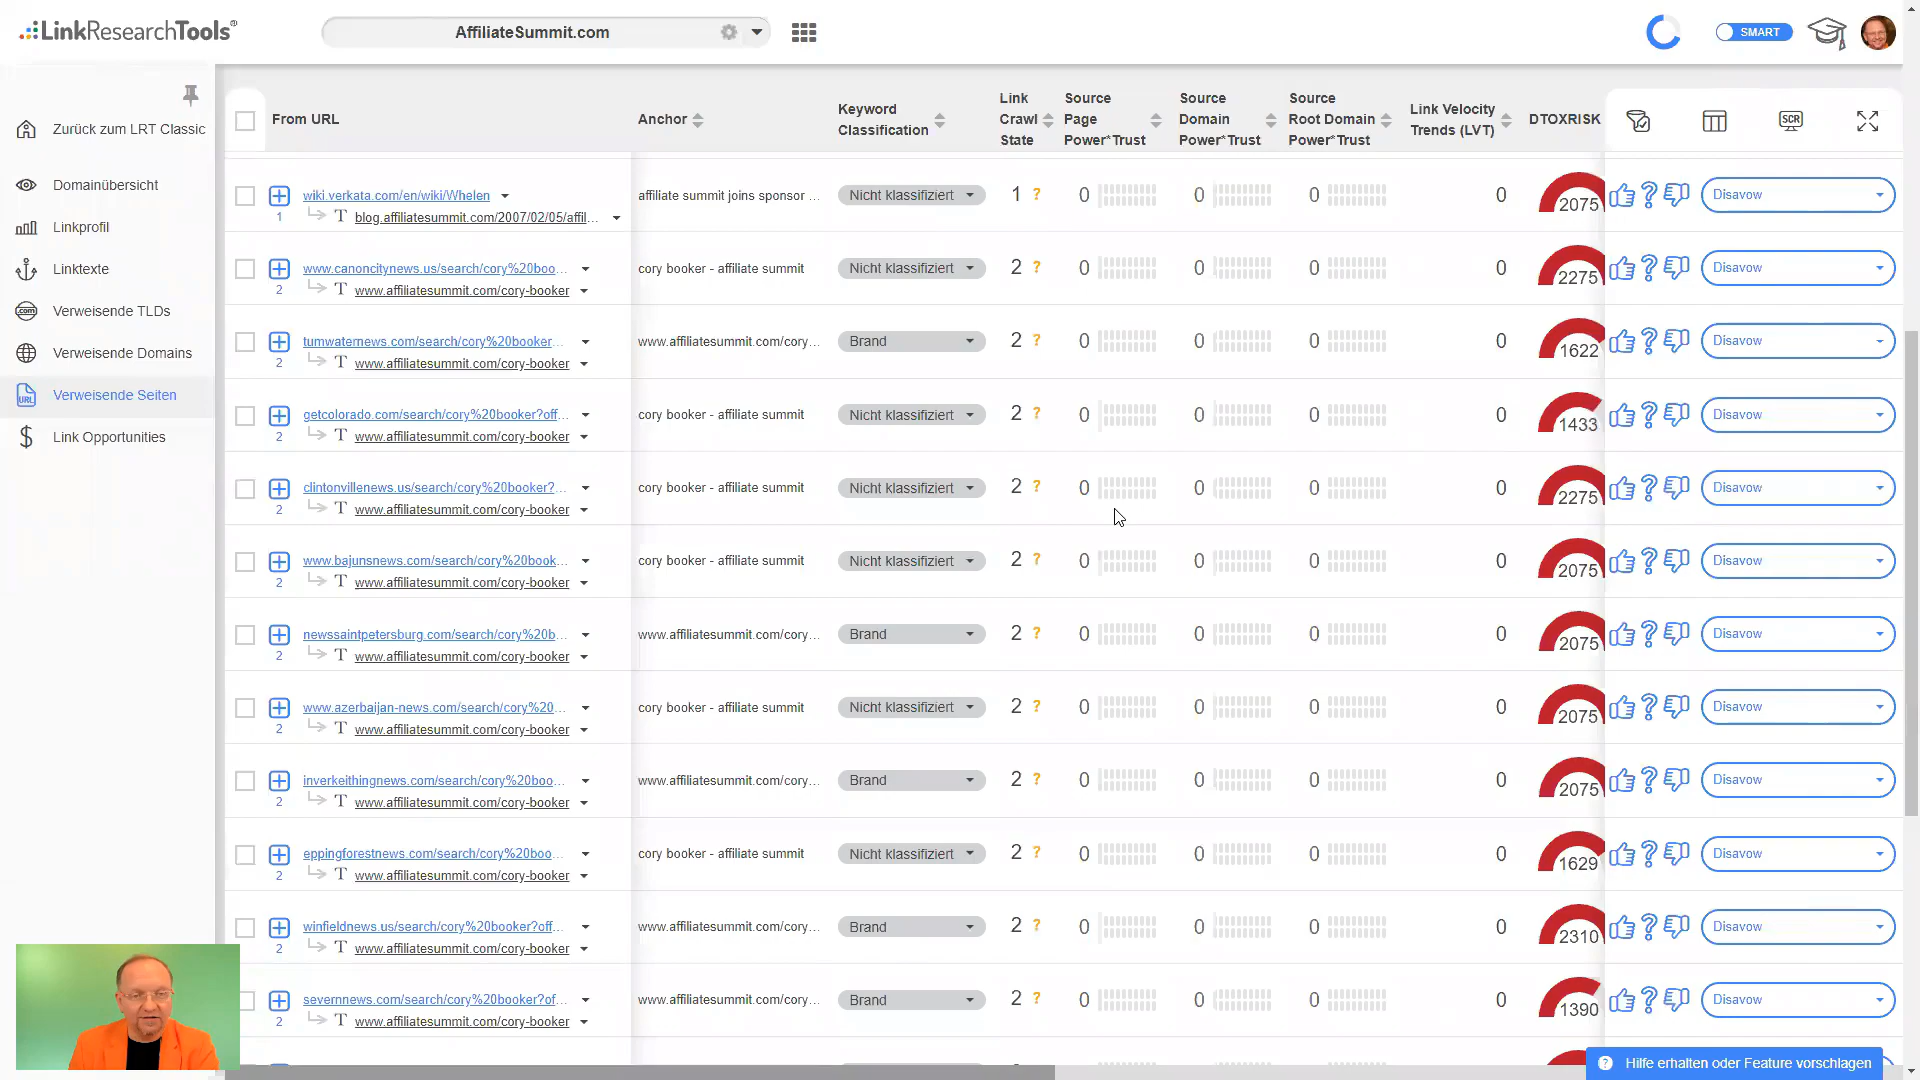 LinkResearchTools®
AffiliateSummit.com
SMART
Zurück zum LRT Classic
Domainübersicht
Linkprofil
Linktexte
Verweisende TLDs
Verweisende Domains
Verweisende Seiten
Link Opportunities
From URL
Anchor
Keyword Classification
Link Crawl State
Source Page Power*Trust
Source Domain Power*Trust
Source Root Domain Power*Trust
Link Velocity Trends (LVT)
DTOXRISK
SCR
wiki.verkata.com/en/wiki/Whelen affiliate summit joins sponsor ... Nicht klassifiziert 1 ? 0 0 0 0 2075 Disavow
1 T blog.affiliatesummit.com/2007/02/05/affil...
www.canoncitynews.us/search/cory%20boo... cory booker - affiliate summit Nicht klassifiziert 2 ? 0 0 0 0 2275 Disavow
2 T www.affiliatesummit.com/cory-booker
tumwaternews.com/search/cory%20booker... www.affiliatesummit.com/cory... Brand 2 ? 0 0 0 0 1622 Disavow
2 T www.affiliatesummit.com/cory-booker
getcolorado.com/search/cory%20booker?off... cory booker - affiliate summit Nicht klassifiziert 2 ? 0 0 0 0 1433 Disavow
2 T www.affiliatesummit.com/cory-booker
clintonvillenews.us/search/cory%20booker?... cory booker - affiliate summit Nicht klassifiziert 2 ? 0 0 0 0 2275 Disavow
2 T www.affiliatesummit.com/cory-booker
www.bajunsnews.com/search/cory%20book... cory booker - affiliate summit Nicht klassifiziert 2 ? 0 0 0 0 2075 Disavow
2 T www.affiliatesummit.com/cory-booker
newssaintpetersburg.com/search/cory%20b... www.affiliatesummit.com/cory... Brand 2 ? 0 0 0 0 2075 Disavow
2 T www.affiliatesummit.com/cory-booker
www.azerbaijan-news.com/search/cory%20... cory booker - affiliate summit Nicht klassifiziert 2 ? 0 0 0 0 2075 Disavow
2 T www.affiliatesummit.com/cory-booker
inverkeithingnews.com/search/cory%20boo... www.affiliatesummit.com/cory... Brand 2 ? 0 0 0 0 2075 Disavow
2 T www.affiliatesummit.com/cory-booker
eppingforestnews.com/search/cory%20boo... cory booker - affiliate summit Nicht klassifiziert 2 ? 0 0 0 0 1629 Disavow
2 T www.affiliatesummit.com/cory-booker
winfieldnews.us/search/cory%20booker?off... www.affiliatesummit.com/cory... Brand 2 ? 0 0 0 0 2310 Disavow
2 T www.affiliatesummit.com/cory-booker
severnnews.com/search/cory%20booker?of... www.affiliatesummit.com/cory... Brand 2 ? 0 0 0 0 1390 Disavow
2 T www.affiliatesummit.com/cory-booker
? Hilfe erhalten oder Feature vorschlagen